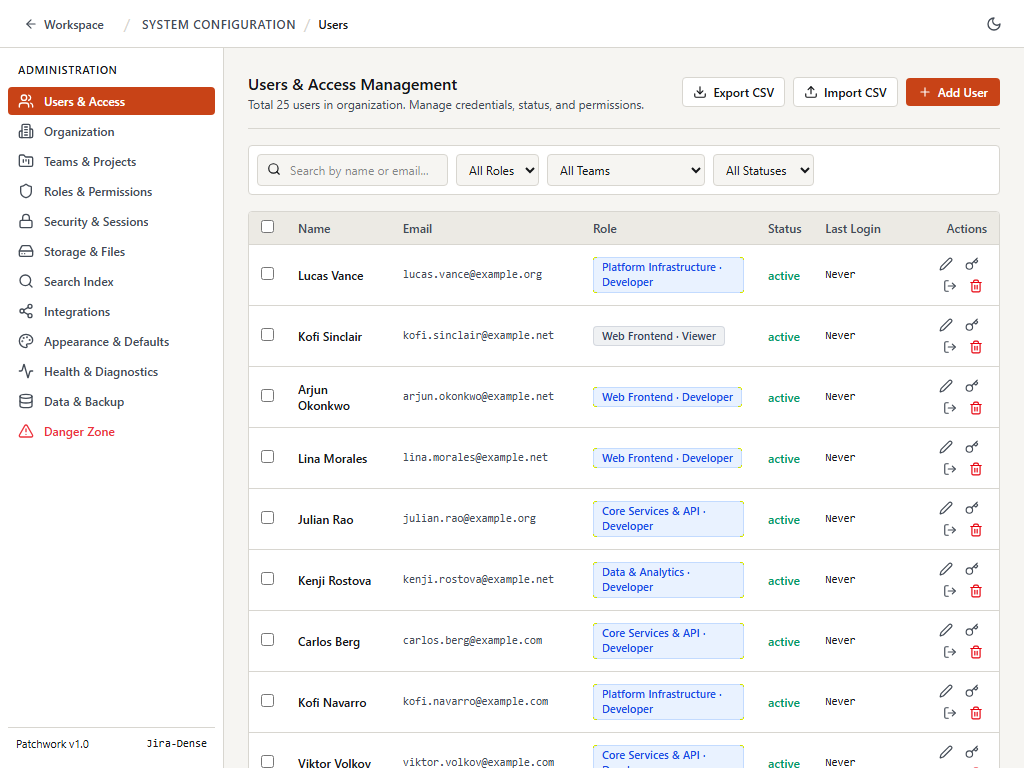 Workspace / SYSTEM CONFIGURATION / Users
ADMINISTRATION
Users & Access
Organization
Teams & Projects
Roles & Permissions
Security & Sessions
Storage & Files
Search Index
Integrations
Appearance & Defaults
Health & Diagnostics
Data & Backup
Danger Zone
Patchwork v1.0 Jira-Dense
Users & Access Management
Total 25 users in organization. Manage credentials, status, and permissions.
Export CSV
Import CSV
Add User
Search by name or email...
All Roles
All Teams
All Statuses
Name Email Role Status Last Login Actions
Lucas Vance lucas.vance@example.org Platform Infrastructure ·
Developer active Never
Kofi Sinclair kofi.sinclair@example.net Web Frontend · Viewer active Never
Arjun
Okonkwo arjun.okonkwo@example.net Web Frontend · Developer active Never
Lina Morales lina.morales@example.net Web Frontend · Developer active Never
Julian Rao julian.rao@example.org Core Services & API ·
Developer active Never
Kenji Rostova kenji.rostova@example.net Data & Analytics ·
Developer active Never
Carlos Berg carlos.berg@example.com Core Services & API ·
Developer active Never
Kofi Navarro kofi.navarro@example.com Platform Infrastructure ·
Developer active Never
Viktor Volkov viktor.volkov@example.com Core Services & API ·
active Never